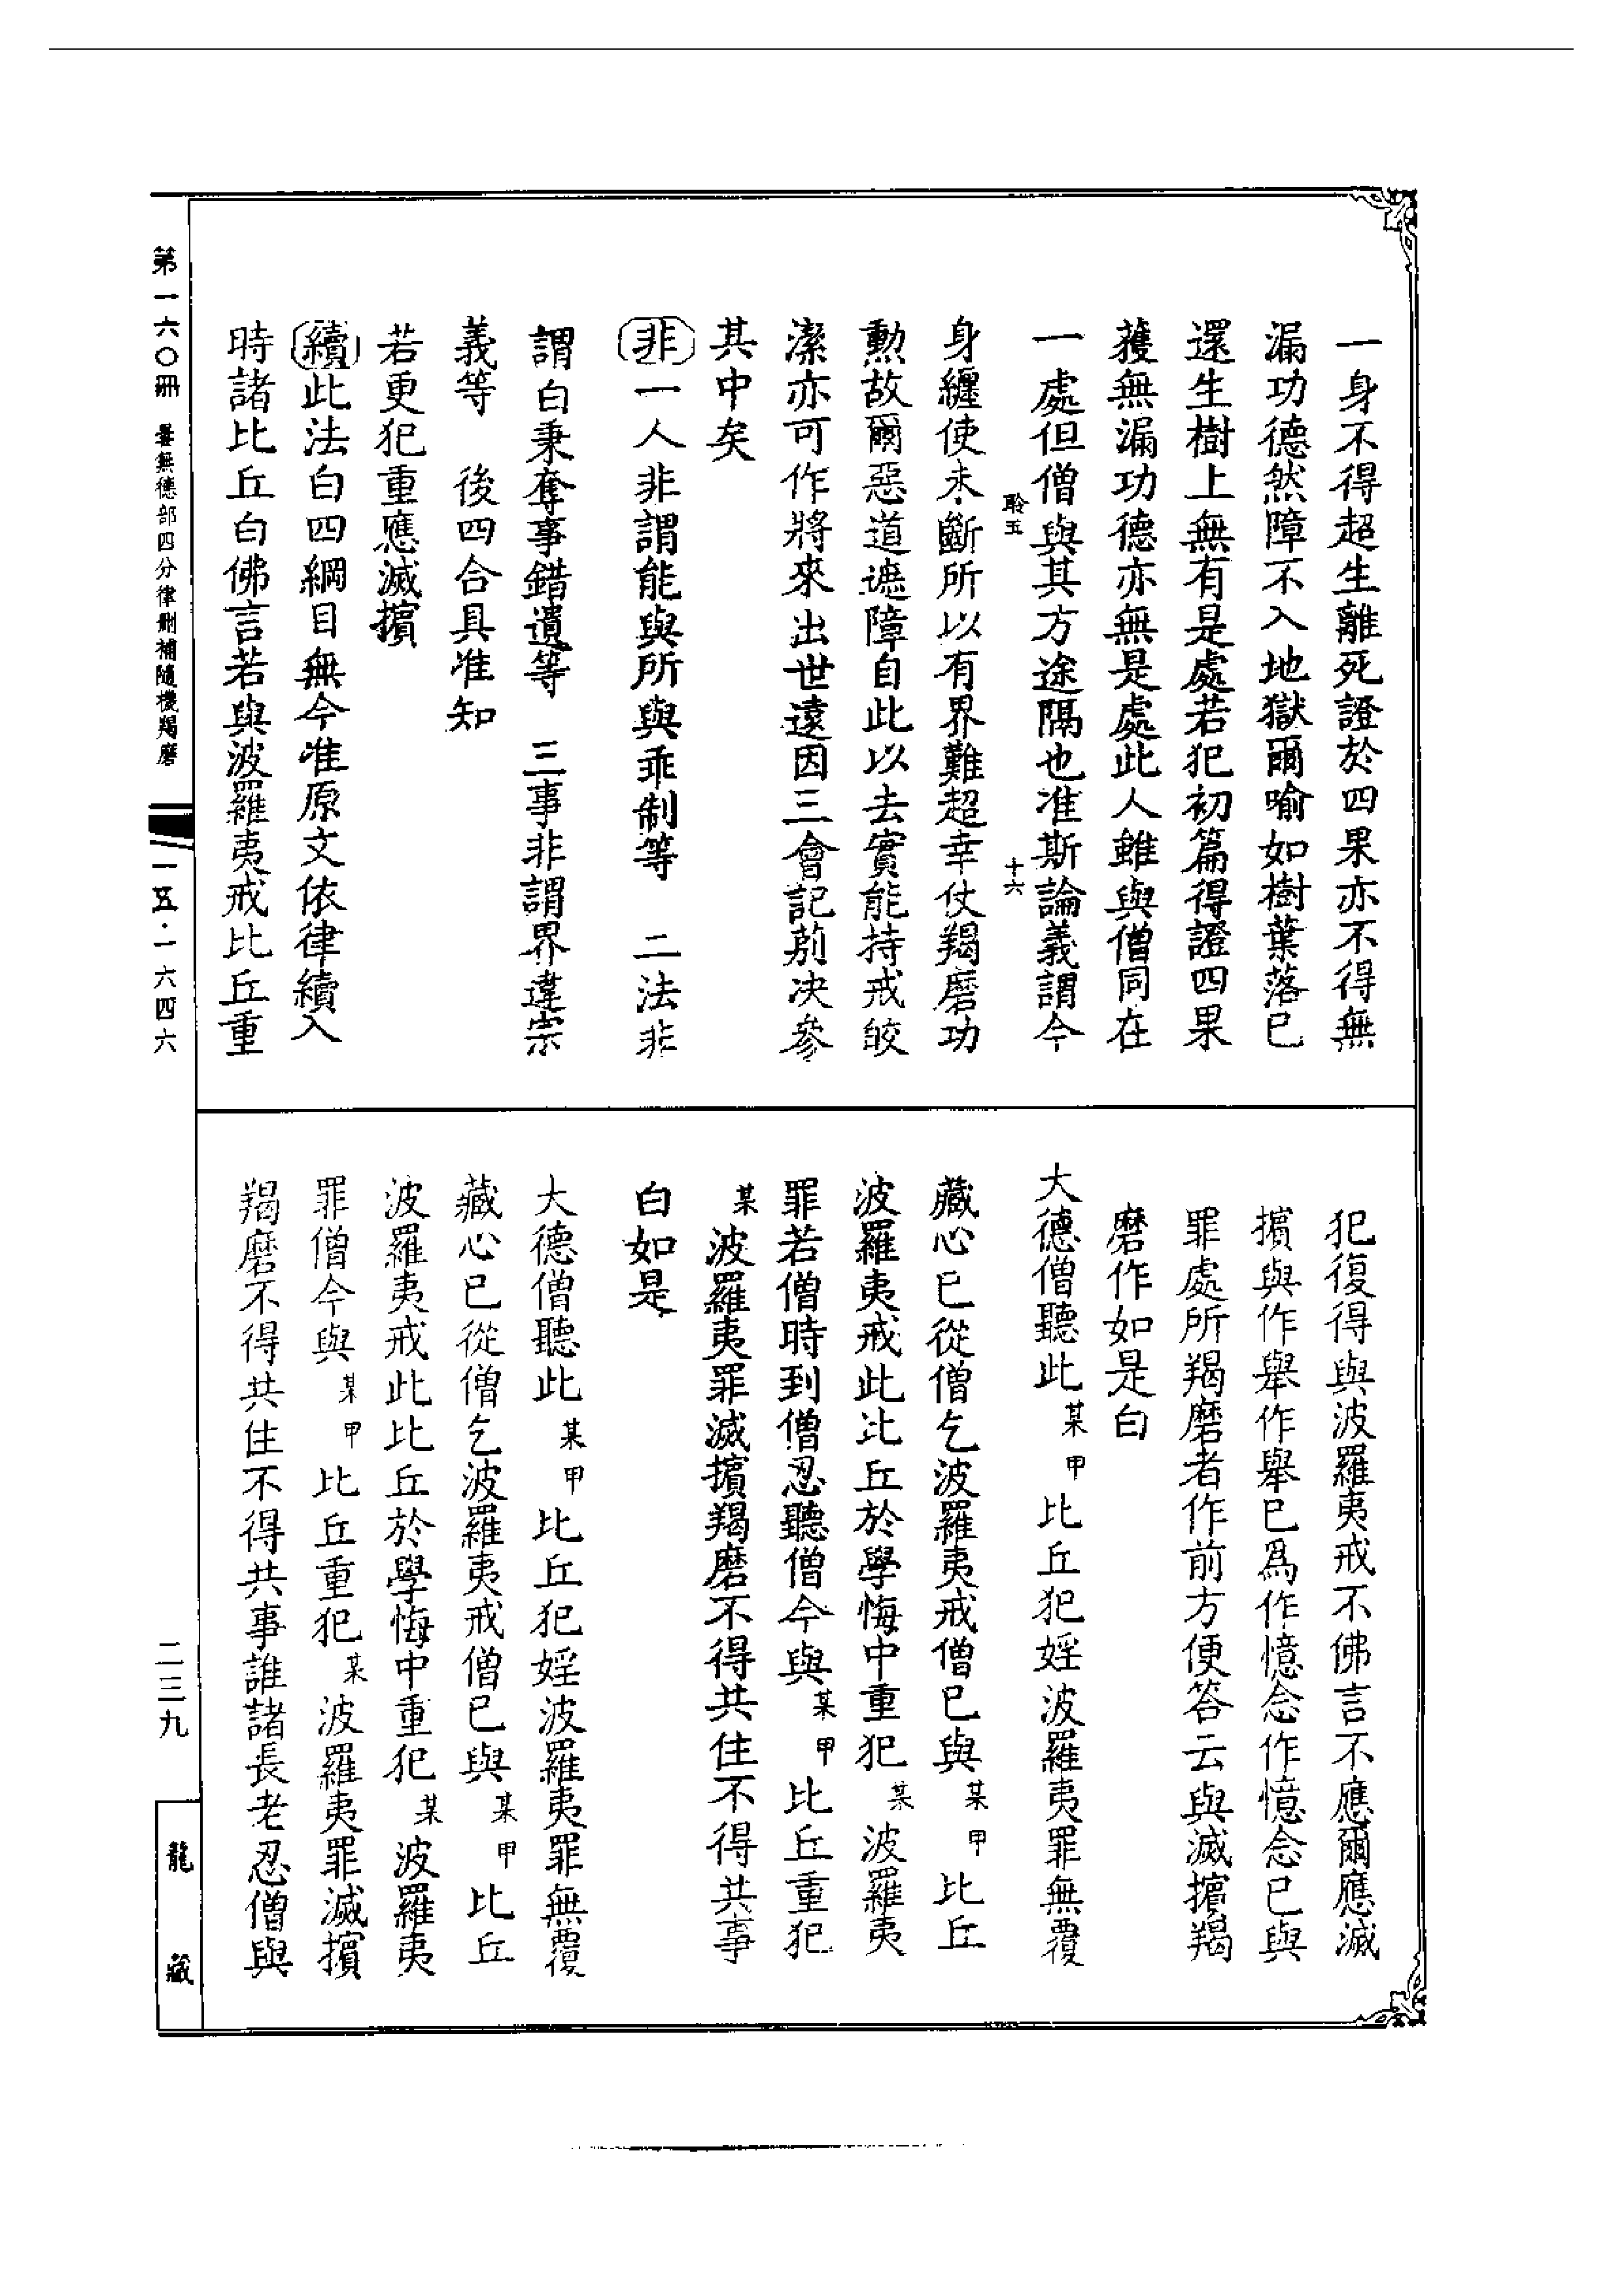 一身不得超生離死證於四果亦不得無
漏功德然障不入地獄爾喻如樹葉落已
還生樹上無有是處若犯初篇得證四果
獲無漏功德亦無是處此人雖與僧同在
一處但僧與其方途隔也准斯論義謂今
聆五 十六
身纏使未斷所以有界難超幸仗羯磨功
勲故爾惡道遮障自此以去實能持戒皎
潔亦可作將來出世遠因三會記莂决參
其中矣
非一人非謂能與所與乖制等 二法非
謂白秉奪事錯遺等 三事非謂界違宗
義等 後四合具准知
若更犯重應滅擯
續此法白四綱目無今准原文依律續入
時諸比丘白佛言若與波羅夷戒比丘重
犯復得與波羅夷戒不佛言不應爾應滅
擯與作舉作舉已爲作憶念作憶念已與
罪處所羯磨者作前方便答云與滅擯羯
磨作如是白
大德僧聽此某甲比丘犯婬波羅夷罪無覆
藏心已從僧乞波羅夷戒僧已與某甲比丘
波羅夷戒此比丘於學悔中重犯某波羅夷
罪若僧時到僧忍聽僧今與某甲比丘重犯
某波羅夷罪滅擯羯磨不得共住不得共事
白如是
大德僧聽此某甲比丘犯婬波羅夷罪無覆
藏心已從僧乞波羅夷戒僧已與某甲比丘
波羅夷戒此比丘於學悔中重犯某波羅夷
罪僧今與某甲比丘重犯某波羅夷罪滅擯
羯磨不得共住不得共事誰諸長老忍僧與
第一六〇冊 曇無德部四分律刪補隨機羯磨
一五·一六四六
二三九
龍藏